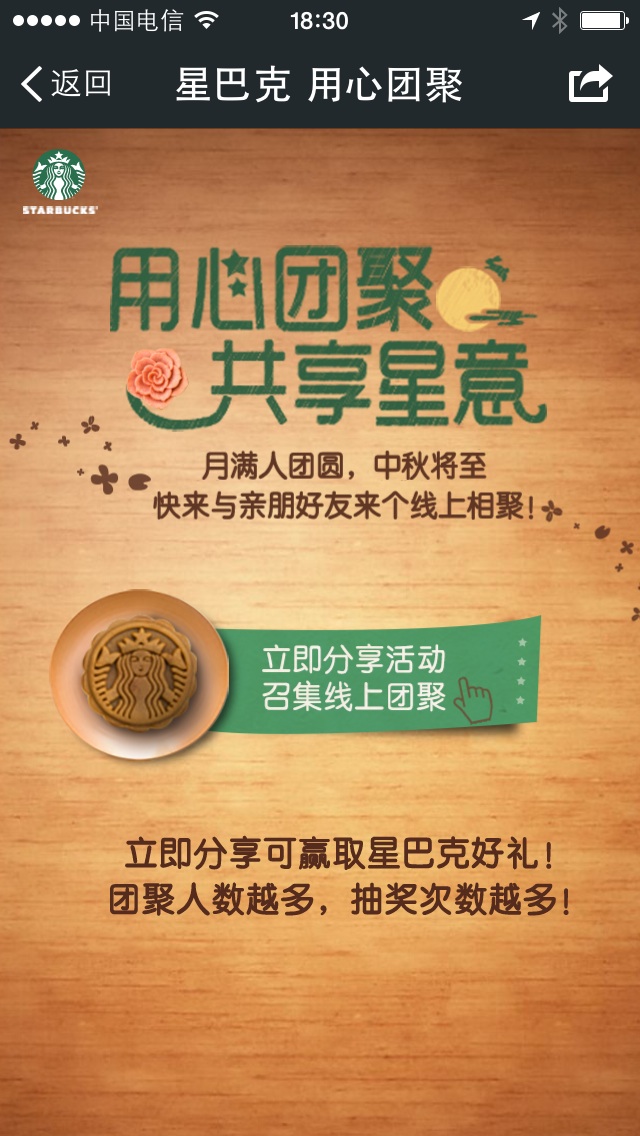 中国电信 18:30
返回 星巴克 用心团聚
STARBUCKS
用心团聚
共享星意
月满人团圆，中秋将至
快来与亲朋好友来个线上相聚！
立即分享活动
召集线上团聚
立即分享可赢取星巴克好礼！
团聚人数越多，抽奖次数越多！